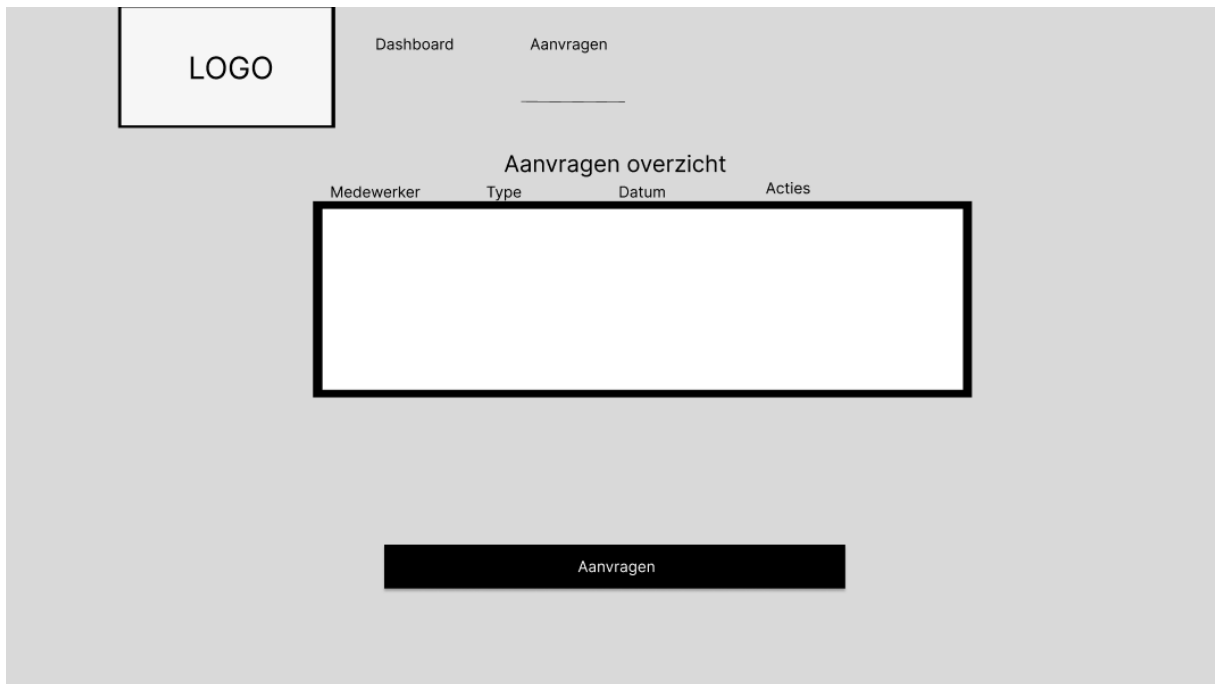 LOGO
Dashboard Aanvragen
Aanvragen overzicht
Medewerker Type Datum Acties
Aanvragen